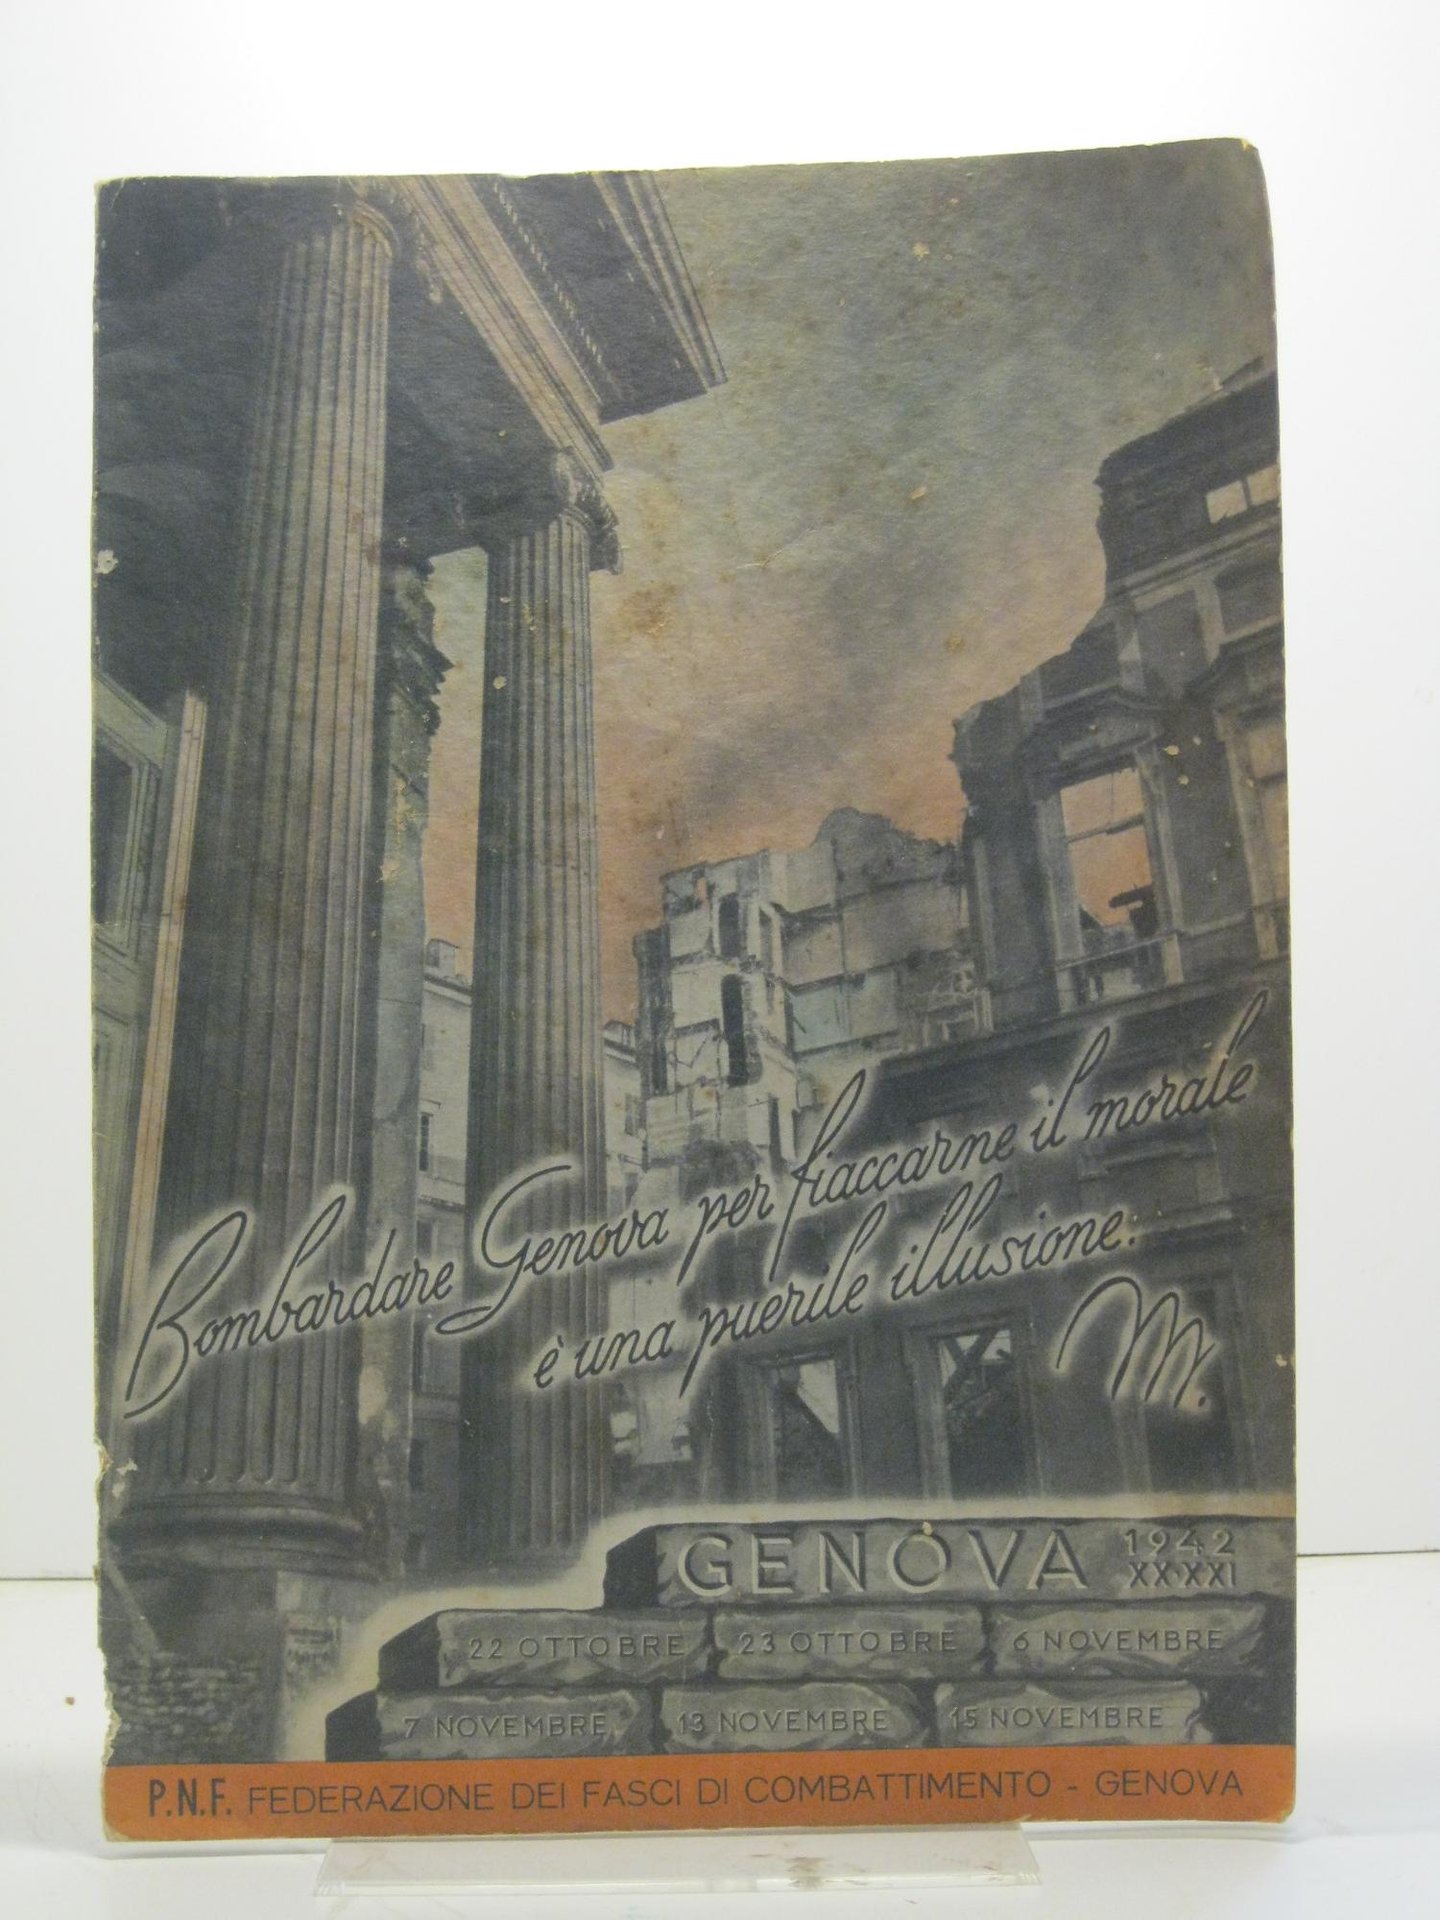 Bombardare Genova per fiaccarne il morale
è una puerile illusione.
M.
GENOVA 1942
XX·XXI
22 OTTOBRE 23 OTTOBRE 6 NOVEMBRE
7 NOVEMBRE 13 NOVEMBRE 15 NOVEMBRE
P.N.F. FEDERAZIONE DEI FASCI DI COMBATTIMENTO - GENOVA